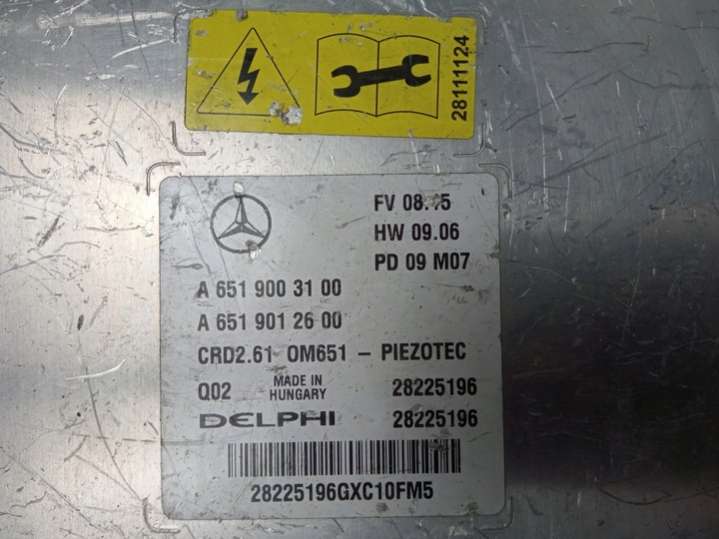 28111124
FV 08.45
HW 09.06
PD 09 M07
A 651 900 31 00
A 651 901 26 00
CRD2.61 OM651 - PIEZOTEC
Q02 MADE IN HUNGARY 28225196
DELPHI 28225196
28225196GXC10FM5